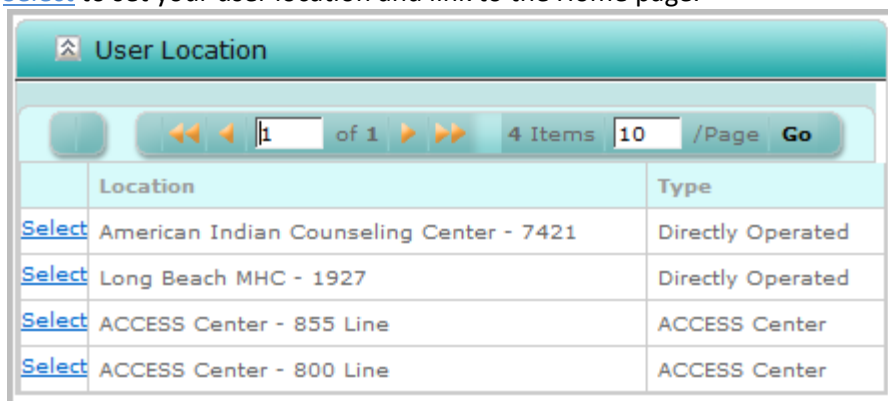 Select to set your user location and link to the Home page.
User Location
1 of 1 4 Items 10 /Page Go
Location Type
Select American Indian Counseling Center - 7421 Directly Operated
Select Long Beach MHC - 1927 Directly Operated
Select ACCESS Center - 855 Line ACCESS Center
Select ACCESS Center - 800 Line ACCESS Center